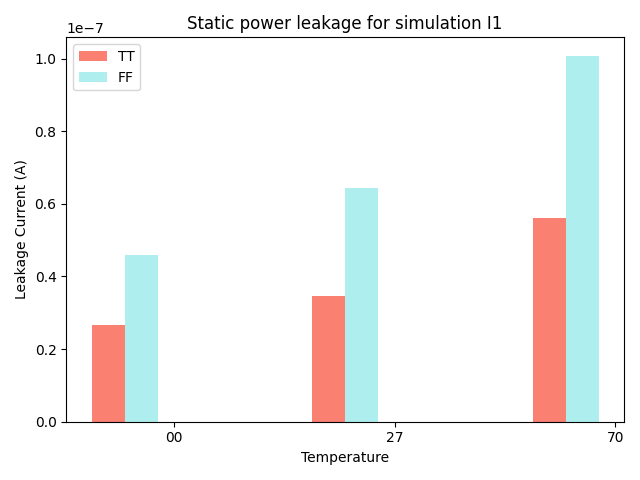 Static power leakage for simulation I1
1e−7
TT
FF
1.0
0.8
0.6
0.4
0.2
0.0
Leakage Current (A)
00 27 70
Temperature